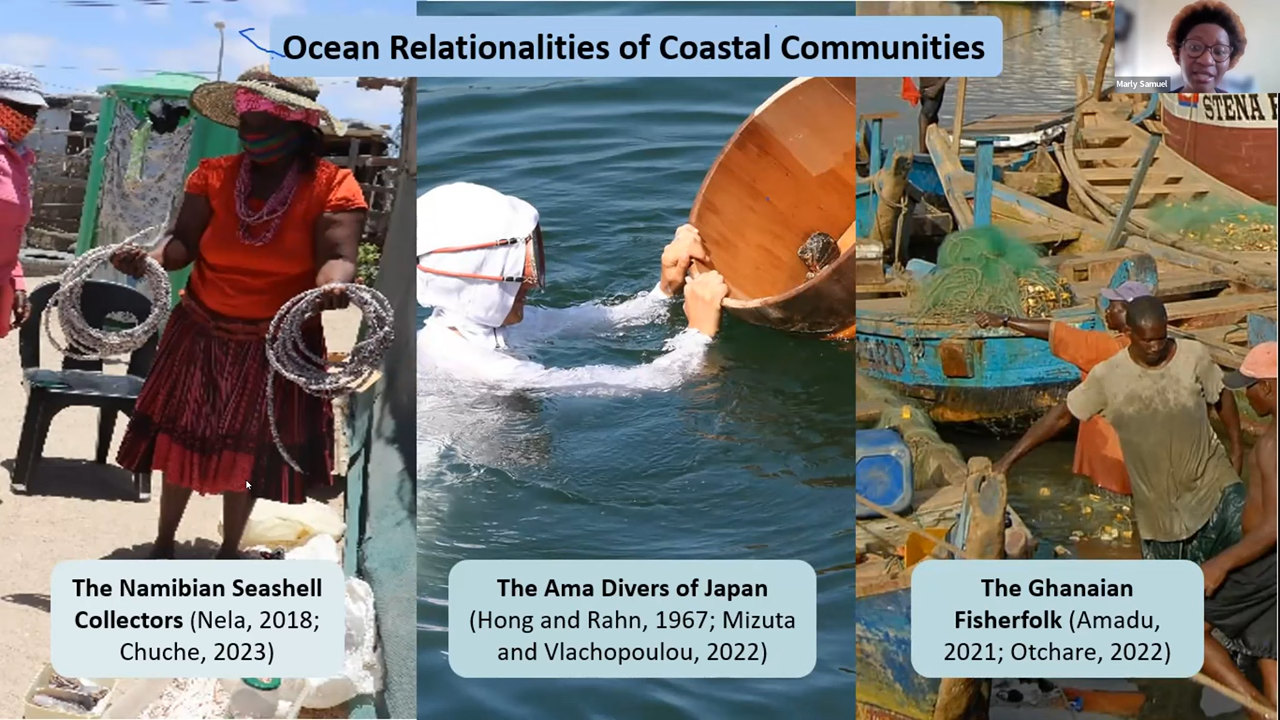 Ocean Relationalities of Coastal Communities
Marly Samuel
STENA
The Namibian Seashell
Collectors (Nela, 2018;
Chuche, 2023)
The Ama Divers of Japan
(Hong and Rahn, 1967; Mizuta
and Vlachopoulou, 2022)
The Ghanaian
Fisherfolk (Amadu,
2021; Otchare, 2022)